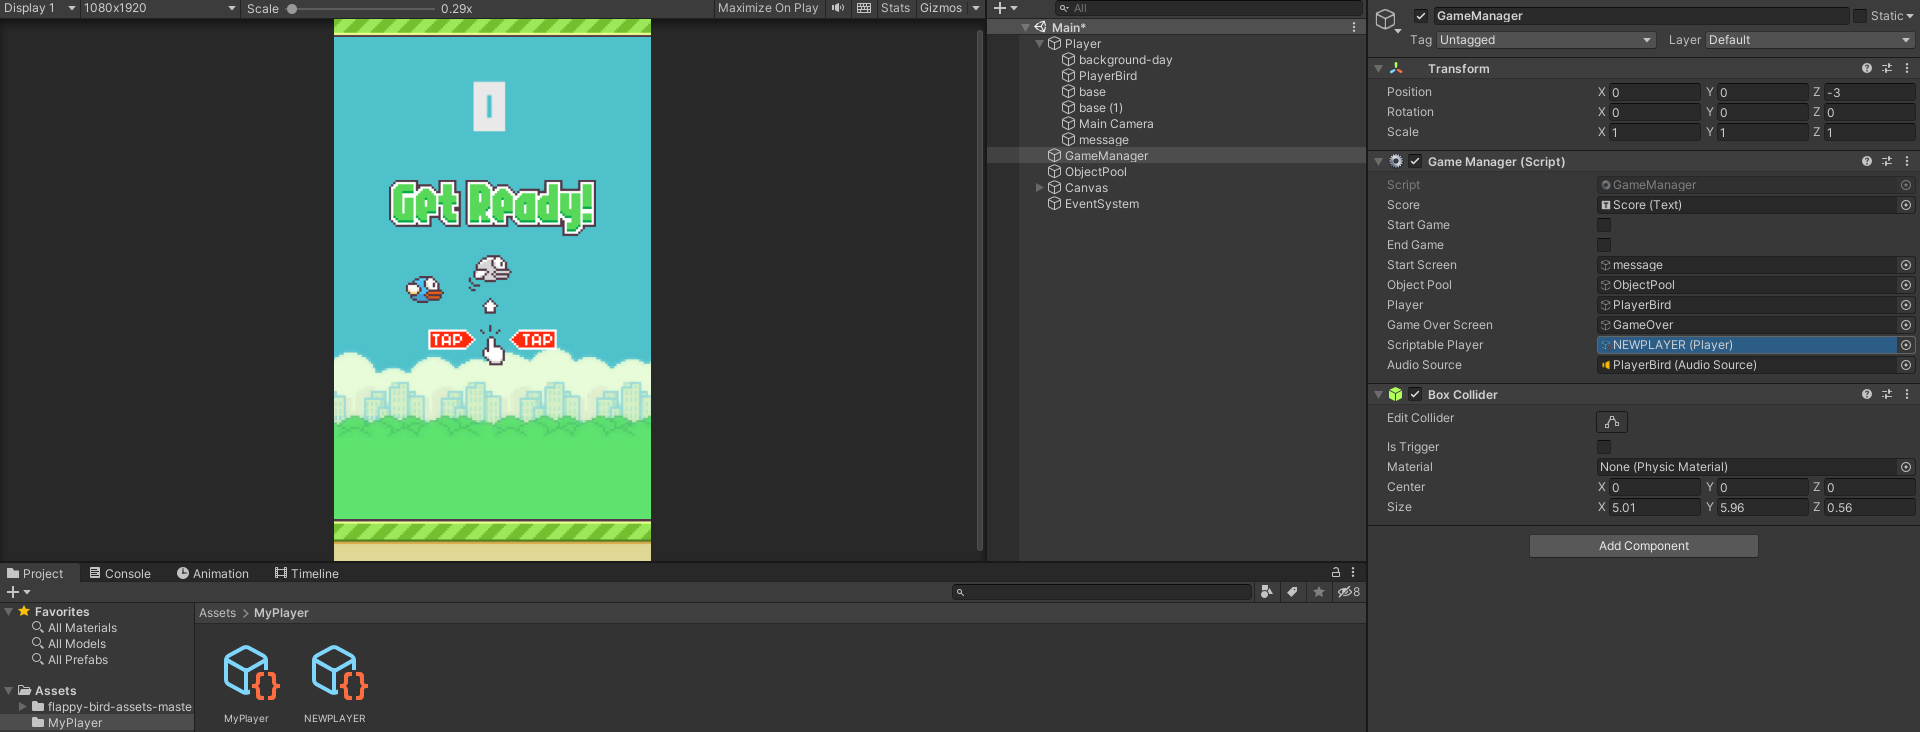 Display 1
1080x1920
Scale
0.29x
Maximize On Play
Stats
Gizmos
Get Ready!
TAP
TAP
All
Main*
Player
background-day
PlayerBird
base
base (1)
Main Camera
message
GameManager
ObjectPool
Canvas
EventSystem
GameManager
Static
Tag Untagged
Layer Default
Transform
Position X 0 Y 0 Z -3
Rotation X 0 Y 0 Z 0
Scale X 1 Y 1 Z 1
Game Manager (Script)
Script GameManager
Score Score (Text)
Start Game
End Game
Start Screen message
Object Pool ObjectPool
Player PlayerBird
Game Over Screen GameOver
Scriptable Player NEWPLAYER (Player)
Audio Source PlayerBird (Audio Source)
Box Collider
Edit Collider
Is Trigger
Material None (Physic Material)
Center X 0 Y 0 Z 0
Size X 5.01 Y 5.96 Z 0.56
Add Component
Project
Console
Animation
Timeline
8
Favorites
All Materials
All Models
All Prefabs
Assets
flappy-bird-assets-maste
MyPlayer
Assets > MyPlayer
MyPlayer
NEWPLAYER